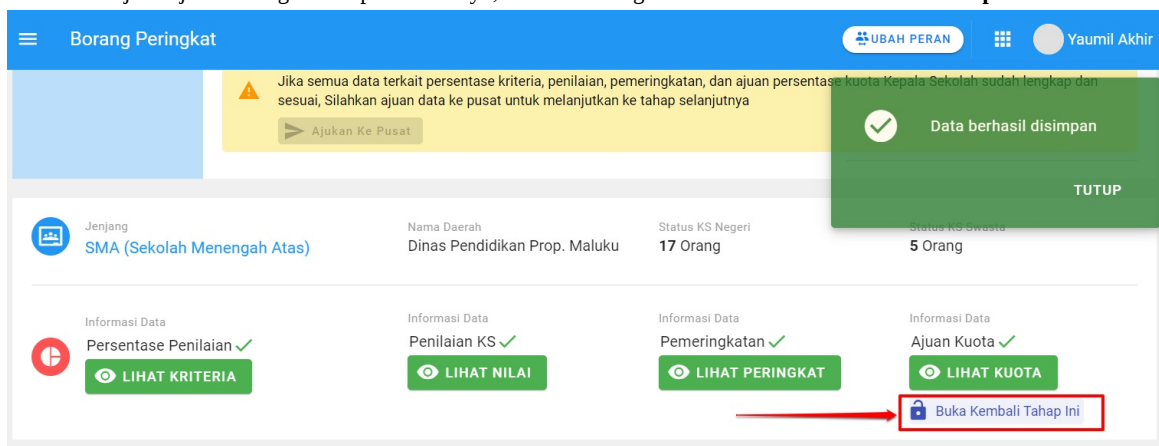 Borang Peringkat
UBAH PERAN
Yaumil Akhir
Jika semua data terkait persentase kriteria, penilaian, pemeringkatan, dan ajuan persentase kuota Kepala Sekolah sudah lengkap dan
sesuai, Silahkan ajuan data ke pusat untuk melanjutkan ke tahap selanjutnya
Ajukan Ke Pusat
Data berhasil disimpan
TUTUP
Jenjang
SMA (Sekolah Menengah Atas)
Nama Daerah
Dinas Pendidikan Prop. Maluku
Status KS Negeri
17 Orang
Status KS Swasta
5 Orang
Informasi Data
Persentase Penilaian
LIHAT KRITERIA
Informasi Data
Penilaian KS
LIHAT NILAI
Informasi Data
Pemeringkatan
LIHAT PERINGKAT
Informasi Data
Ajuan Kuota
LIHAT KUOTA
Buka Kembali Tahap Ini